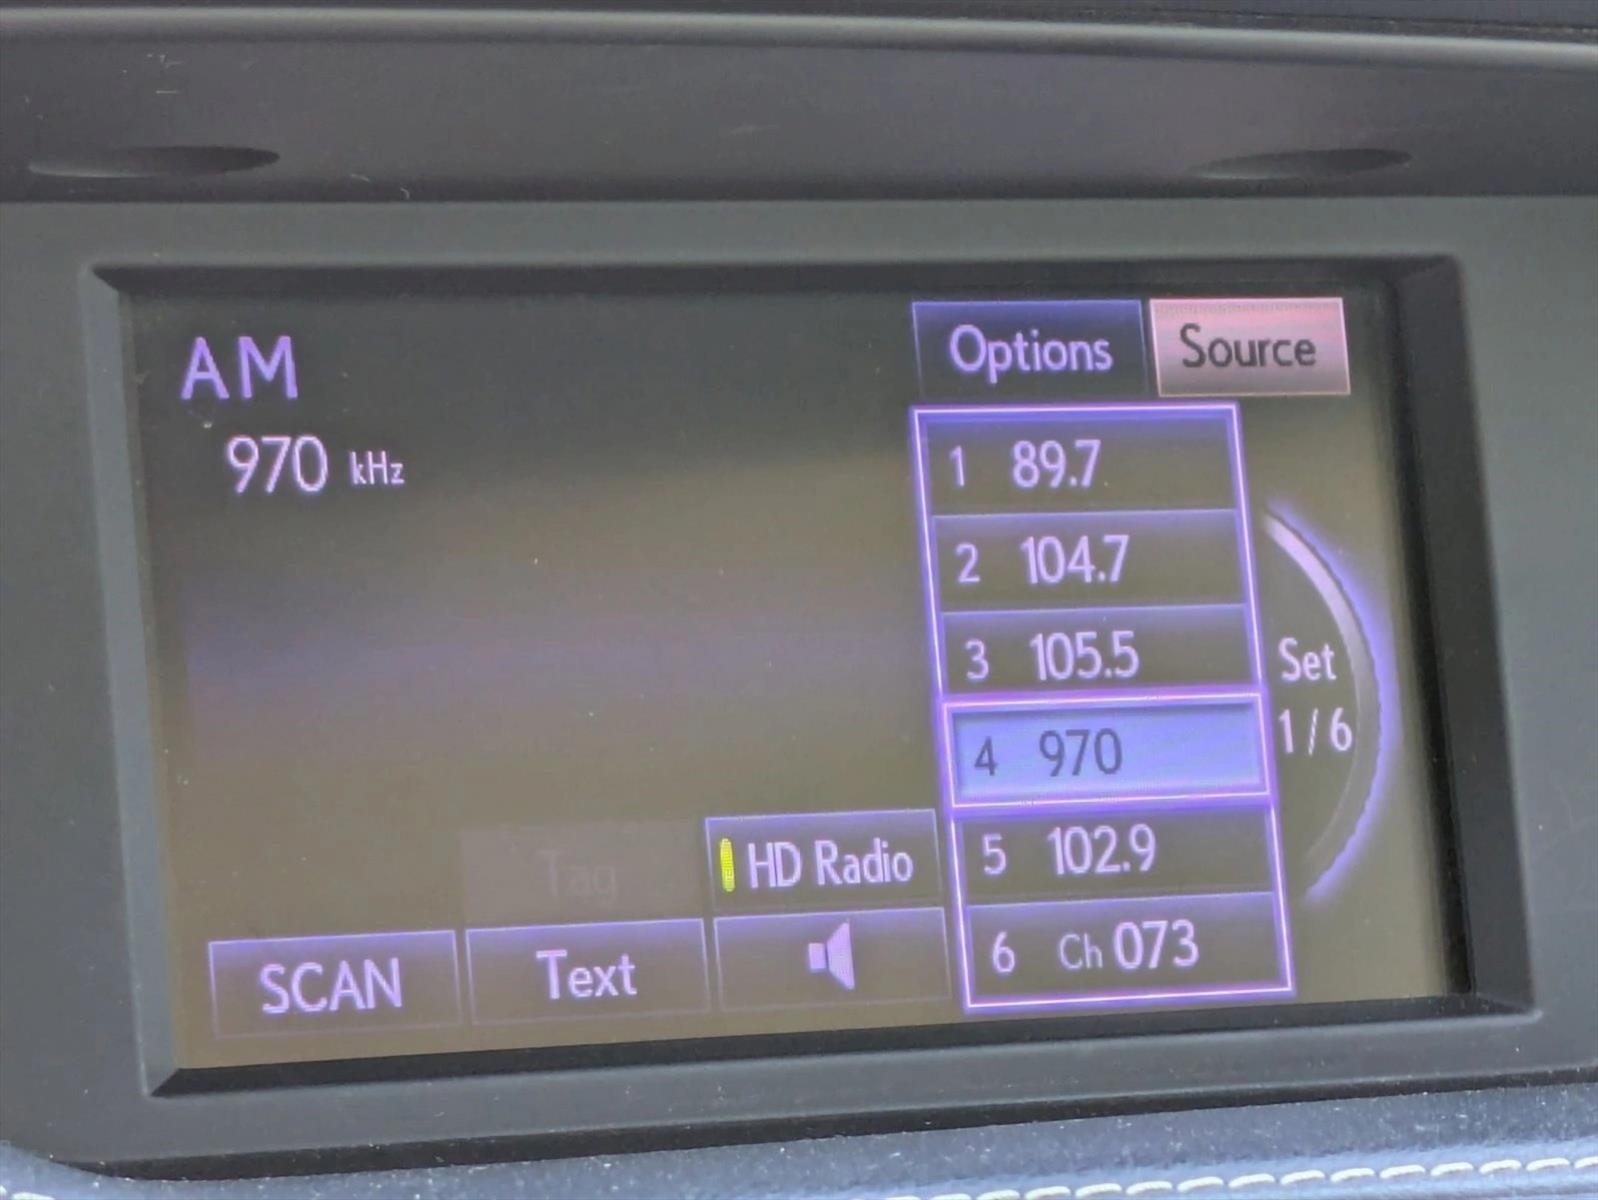 AM
970 kHz
Options
Source
1 89.7
2 104.7
3 105.5
4 970
5 102.9
6 Ch 073
Set
1 / 6
Tag
HD Radio
SCAN
Text